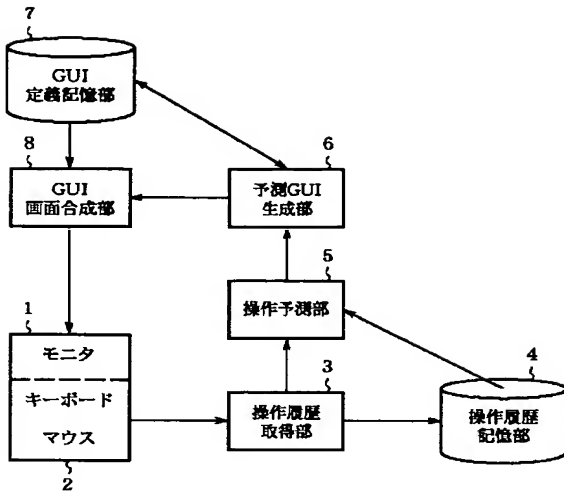 7
GUI
定義記憶部
8
GUI
画面合成部
6
予測GUI
生成部
5
操作予測部
1
モニタ
キーボード
マウス
2
3
操作履歴
取得部
4
操作履歴
記憶部